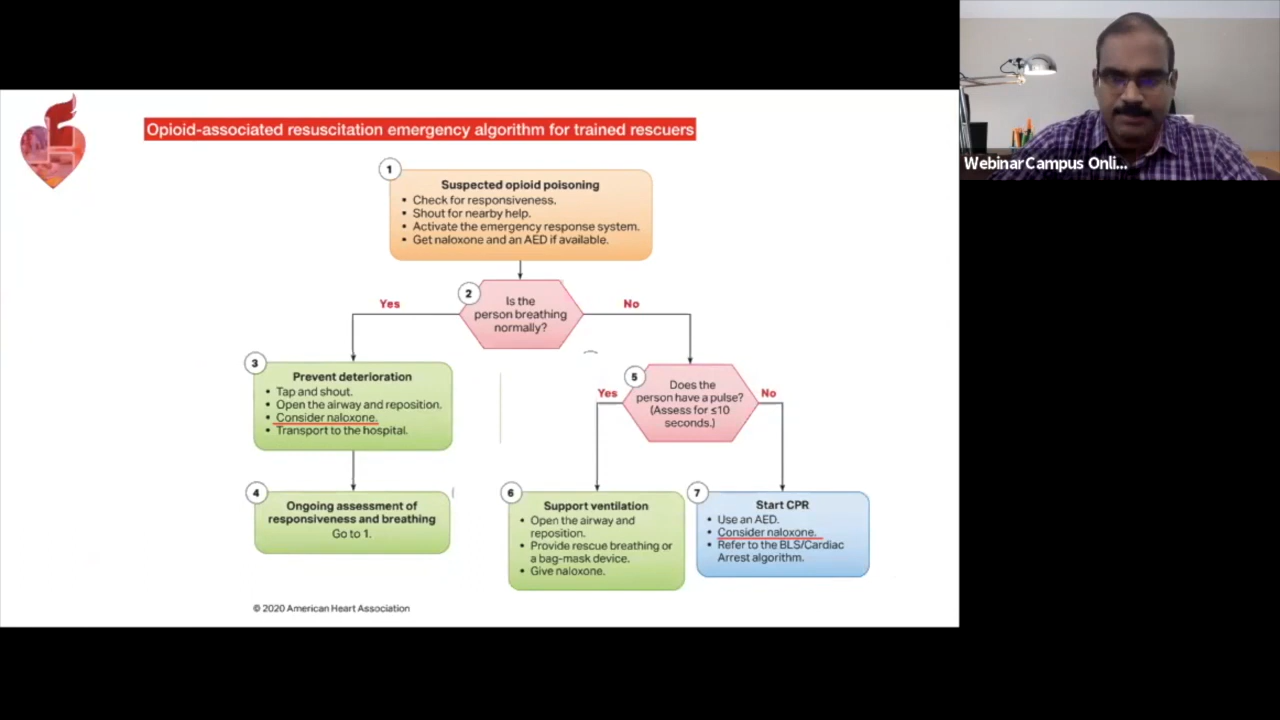 Opioid-associated resuscitation emergency algorithm for trained rescuers
1
Suspected opioid poisoning
• Check for responsiveness.
• Shout for nearby help.
• Activate the emergency response system.
• Get naloxone and an AED if available.
2
Is the
person breathing
normally?
Yes
No
3
Prevent deterioration
• Tap and shout.
• Open the airway and reposition.
• Consider naloxone.
• Transport to the hospital.
4
Ongoing assessment of
responsiveness and breathing
Go to 1.
5
Does the
person have a pulse?
(Assess for ≤10
seconds.)
Yes
No
6
Support ventilation
• Open the airway and
reposition.
• Provide rescue breathing or
a bag-mask device.
• Give naloxone.
7
Start CPR
• Use an AED.
• Consider naloxone.
• Refer to the BLS/Cardiac
Arrest algorithm.
© 2020 American Heart Association
Webinar Campus Onli...